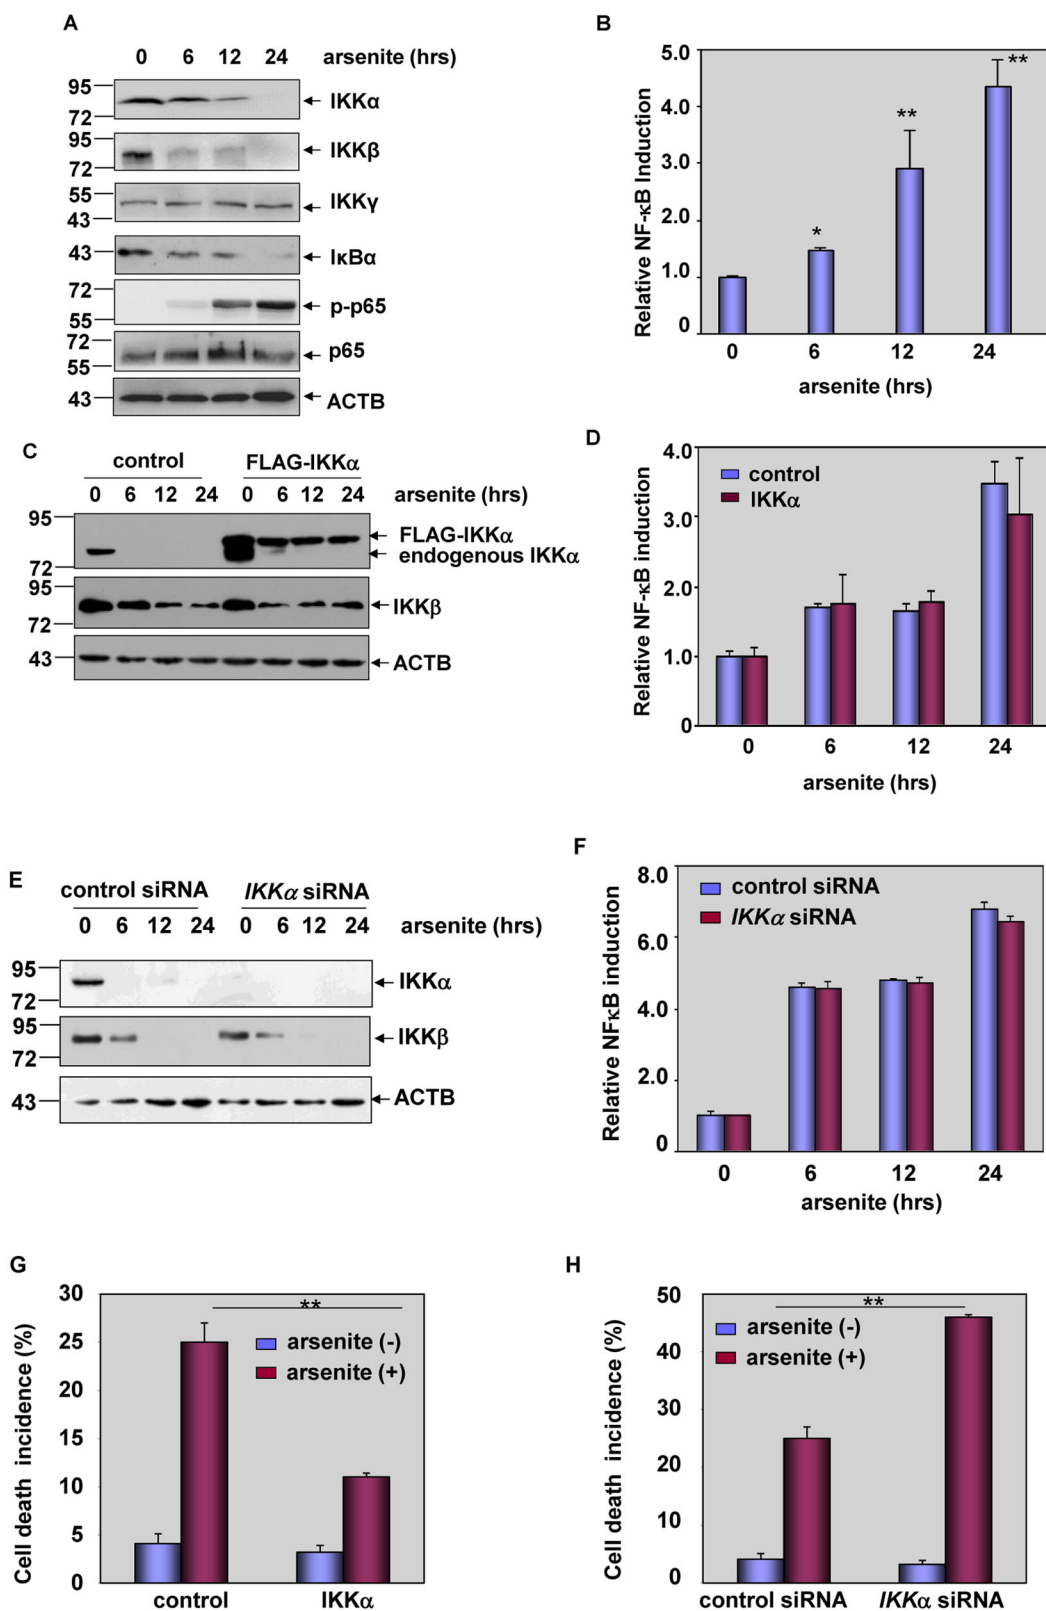 A
0 6 12 24 arsenite (hrs)
95
72
IKKα
95
72
IKKβ
55
43
IKKγ
43
IκBα
72
55
p-p65
72
55
p65
43
ACTB
B
Relative NF-κB Induction
5.0
4.0
3.0
2.0
1.0
0
*
**
**
0 6 12 24
arsenite (hrs)
C
control FLAG-IKKα
0 6 12 24 0 6 12 24 arsenite (hrs)
95
72
FLAG-IKKα
endogenous IKKα
95
72
IKKβ
43
ACTB
D
Relative NF-κB induction
4.0
3.0
2.0
1.0
0
control
IKKα
0 6 12 24
arsenite (hrs)
E
control siRNA IKKα siRNA
0 6 12 24 0 6 12 24 arsenite (hrs)
95
72
IKKα
95
72
IKKβ
43
ACTB
F
Relative NFκB induction
8.0
6.0
4.0
2.0
0
control siRNA
IKKα siRNA
0 6 12 24
arsenite (hrs)
G
Cell death incidence (%)
30
25
20
15
10
5
0
**
arsenite (-)
arsenite (+)
control IKKα
H
Cell death incidence (%)
50
40
30
20
10
0
**
arsenite (-)
arsenite (+)
control siRNA IKKα siRNA